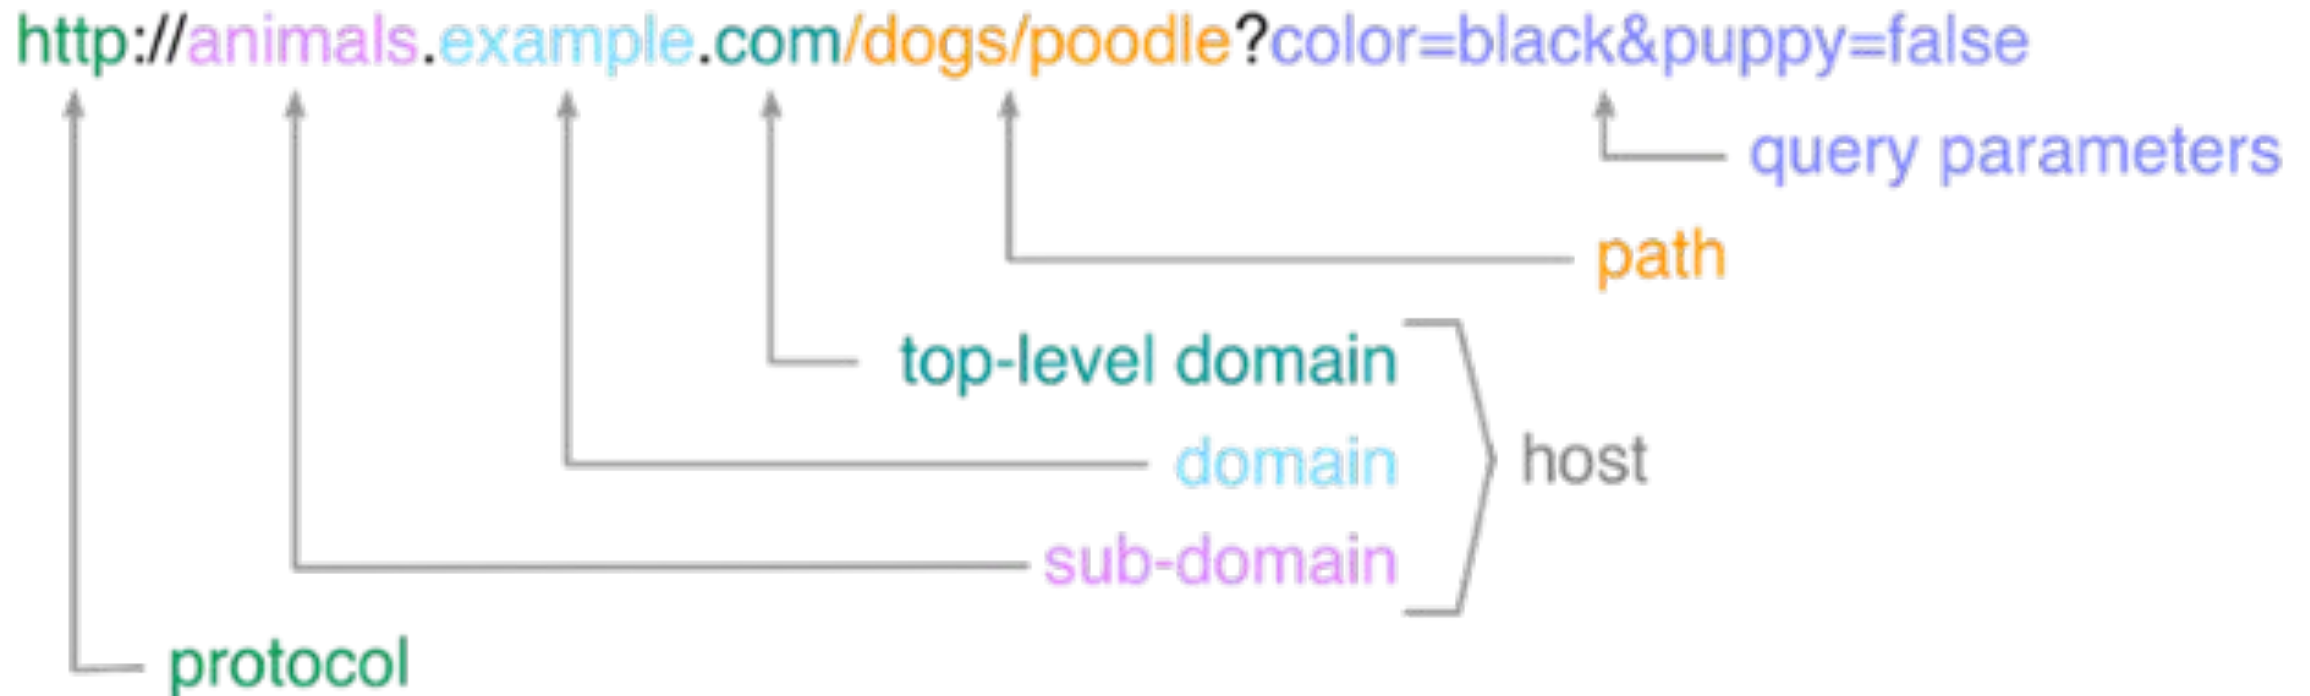 http://animals.example.com/dogs/poodle?color=black&puppy=false
query parameters
path
top-level domain
domain
host
sub-domain
protocol